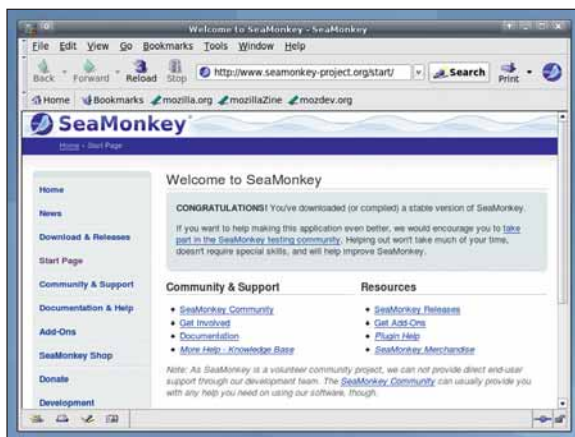 Welcome to SeaMonkey - SeaMonkey
File Edit View Go Bookmarks Tools Window Help
Back Forward Reload Stop http://www.seamonkey-project.org/start/ Search Print
Home Bookmarks mozilla.org mozillaZine mozdev.org
SeaMonkey
Home » Start Page
Home
News
Download & Releases
Start Page
Community & Support
Documentation & Help
Add-Ons
SeaMonkey Shop
Donate
Development
Welcome to SeaMonkey
CONGRATULATIONS! You've downloaded (or compiled) a stable version of SeaMonkey.
If you want to help making this application even better, we would encourage you to take
part in the SeaMonkey testing community. Helping out won't take much of your time,
doesn't require special skills, and will help improve SeaMonkey.
Community & Support
SeaMonkey Community
Get Involved
Documentation
More Help - Knowledge Base
Resources
SeaMonkey Releases
Get Add-Ons
Plugin Help
SeaMonkey Merchandise
Note: As SeaMonkey is a volunteer community project, we can not provide direct end-user
support through our development team. The SeaMonkey Community can usually provide you
with any help you need on using our software, though.